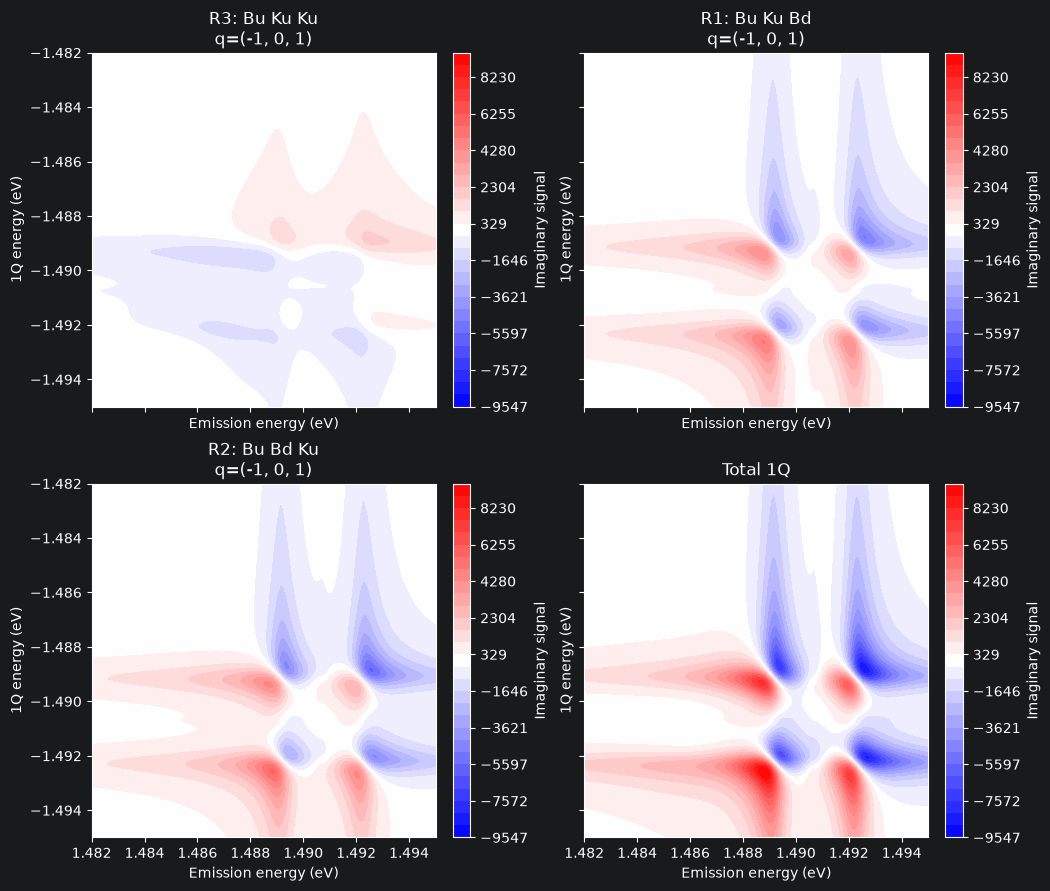 R3: Bu Ku Ku
q=(-1, 0, 1)
−1.482
−1.484
−1.486
−1.488
−1.490
−1.492
−1.494
1Q energy (eV)
Emission energy (eV)
8230
6255
4280
2304
329
−1646
−3621
−5597
−7572
−9547
Imaginary signal
R1: Bu Ku Bd
q=(-1, 0, 1)
1Q energy (eV)
Emission energy (eV)
8230
6255
4280
2304
329
−1646
−3621
−5597
−7572
−9547
Imaginary signal
R2: Bu Bd Ku
q=(-1, 0, 1)
−1.482
−1.484
−1.486
−1.488
−1.490
−1.492
−1.494
1Q energy (eV)
1.482 1.484 1.486 1.488 1.490 1.492 1.494
Emission energy (eV)
8230
6255
4280
2304
329
−1646
−3621
−5597
−7572
−9547
Imaginary signal
Total 1Q
1Q energy (eV)
1.482 1.484 1.486 1.488 1.490 1.492 1.494
Emission energy (eV)
8230
6255
4280
2304
329
−1646
−3621
−5597
−7572
−9547
Imaginary signal